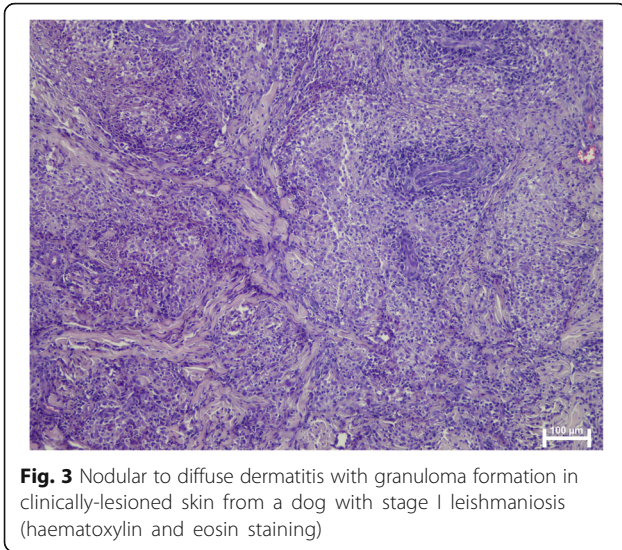 100 µm
Fig. 3 Nodular to diffuse dermatitis with granuloma formation in
clinically-lesioned skin from a dog with stage I leishmaniosis
(haematoxylin and eosin staining)